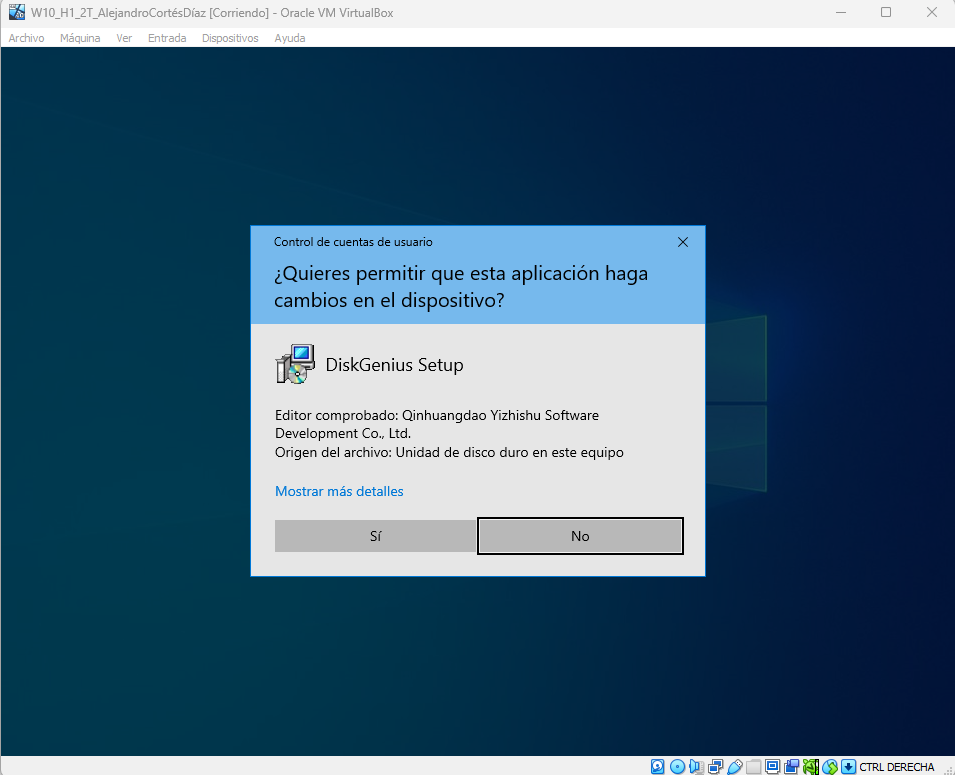 W10_H1_2T_AlejandroCortésDíaz [Corriendo] - Oracle VM VirtualBox
Archivo Máquina Ver Entrada Dispositivos Ayuda
Control de cuentas de usuario
¿Quieres permitir que esta aplicación haga
cambios en el dispositivo?
DiskGenius Setup
Editor comprobado: Qinhuangdao Yizhishu Software
Development Co., Ltd.
Origen del archivo: Unidad de disco duro en este equipo
Mostrar más detalles
Sí No
CTRL DERECHA